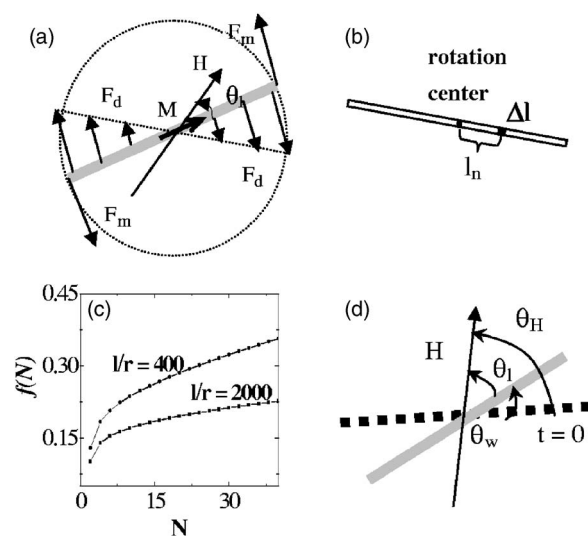 (a)
F_m
H
F_d
M
θ_l
F_d
F_m
(b)
rotation
center
Δl
l_n
(c)
0.45
l/r = 400
0.30
l/r = 2000
0.15
f(N)
0 15 30
N
(d)
θ_H
H
θ_l
θ_w
t = 0